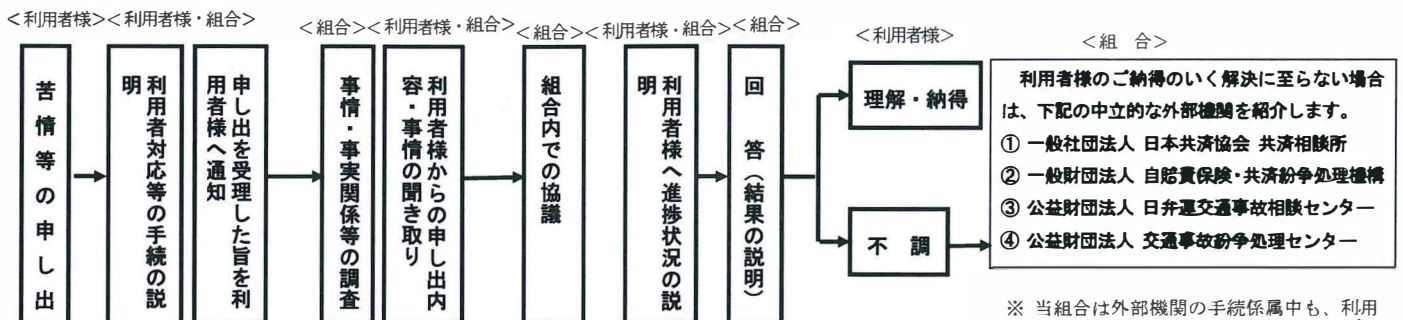 ＜利用者様＞＜利用者様・組合＞
＜組合＞＜利用者様・組合＞＜組合＞＜利用者様・組合＞＜組合＞
＜利用者様＞
＜組　合＞
苦情等の申し出
利用者対応等の手続の説
明
申し出を受理した旨を利
用者様へ通知
事情・事実関係等の調査
利用者様からの申し出内
容・事情の聞き取り
組合内での協議
利用者様へ進捗状況の説
明
回　答（結果の説明）
理解・納得
不　調
利用者様のご納得のいく解決に至らない場合
は、下記の中立的な外部機関を紹介します。
① 一般社団法人 日本共済協会 共済相談所
② 一般財団法人 自賠責保険・共済紛争処理機構
③ 公益財団法人 日弁連交通事故相談センター
④ 公益財団法人 交通事故紛争処理センター
※ 当組合は外部機関の手続係属中も、利用